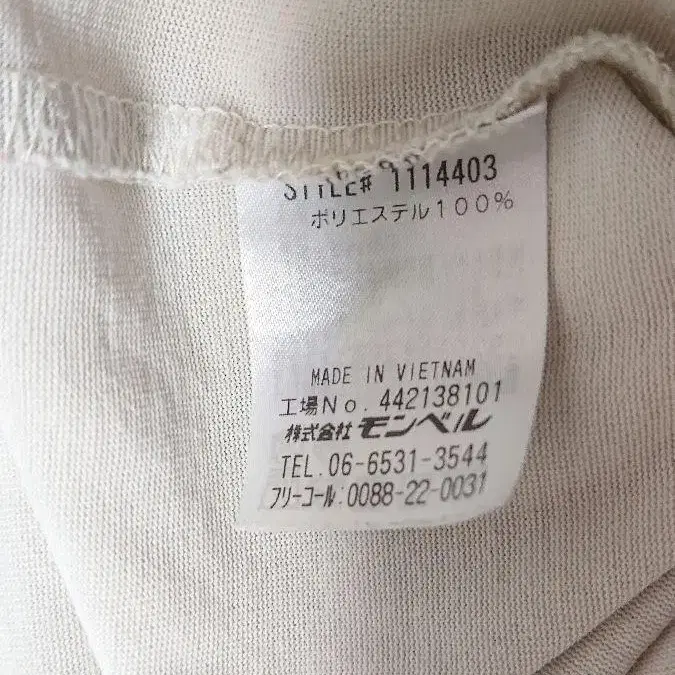 STYLE# 1114403
ポリエステル100%
MADE IN VIETNAM
工場No.442138101
株式会社モンベル
TEL.06-6531-3544
フリーコール:0088-22-0031